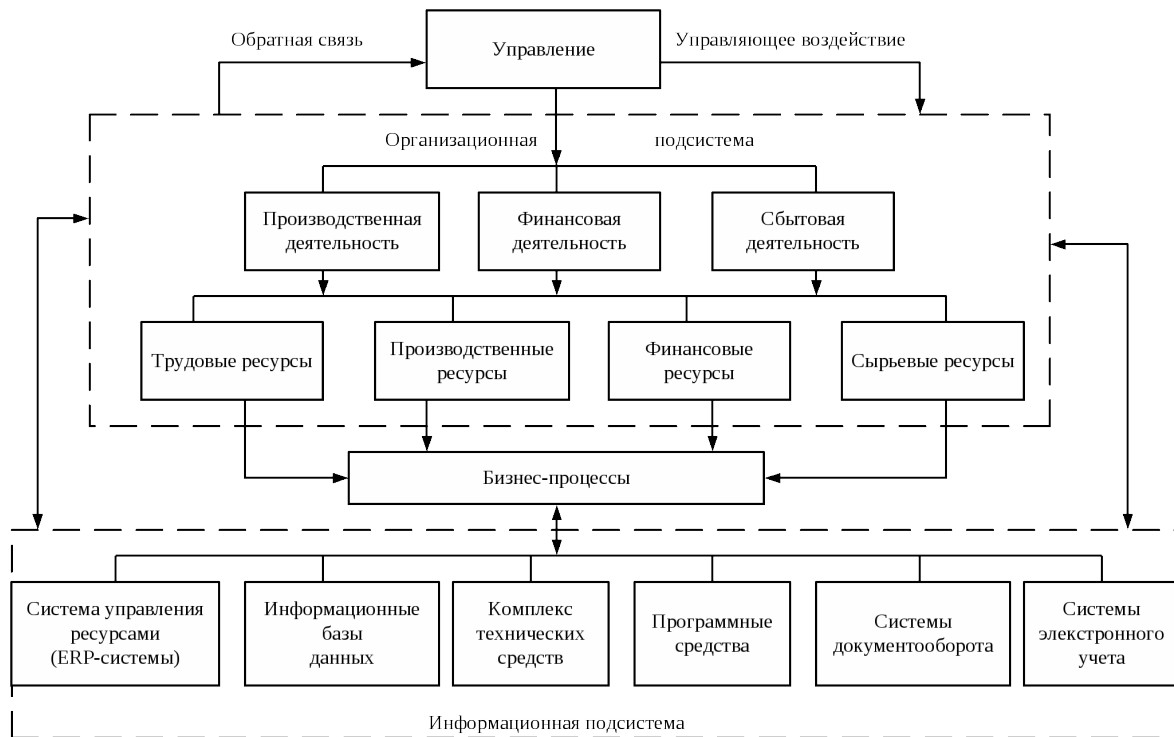 Обратная связь
Управление
Управляющее воздействие
Организационная подсистема
Производственная
деятельность
Финансовая
деятельность
Сбытовая
деятельность
Трудовые ресурсы
Производственные
ресурсы
Финансовые
ресурсы
Сырьевые ресурсы
Бизнес-процессы
Система управления
ресурсами
(ERP-системы)
Информационные
базы
данных
Комплекс
технических
средств
Программные
средства
Системы
документооборота
Системы
электронного
учета
Информационная подсистема